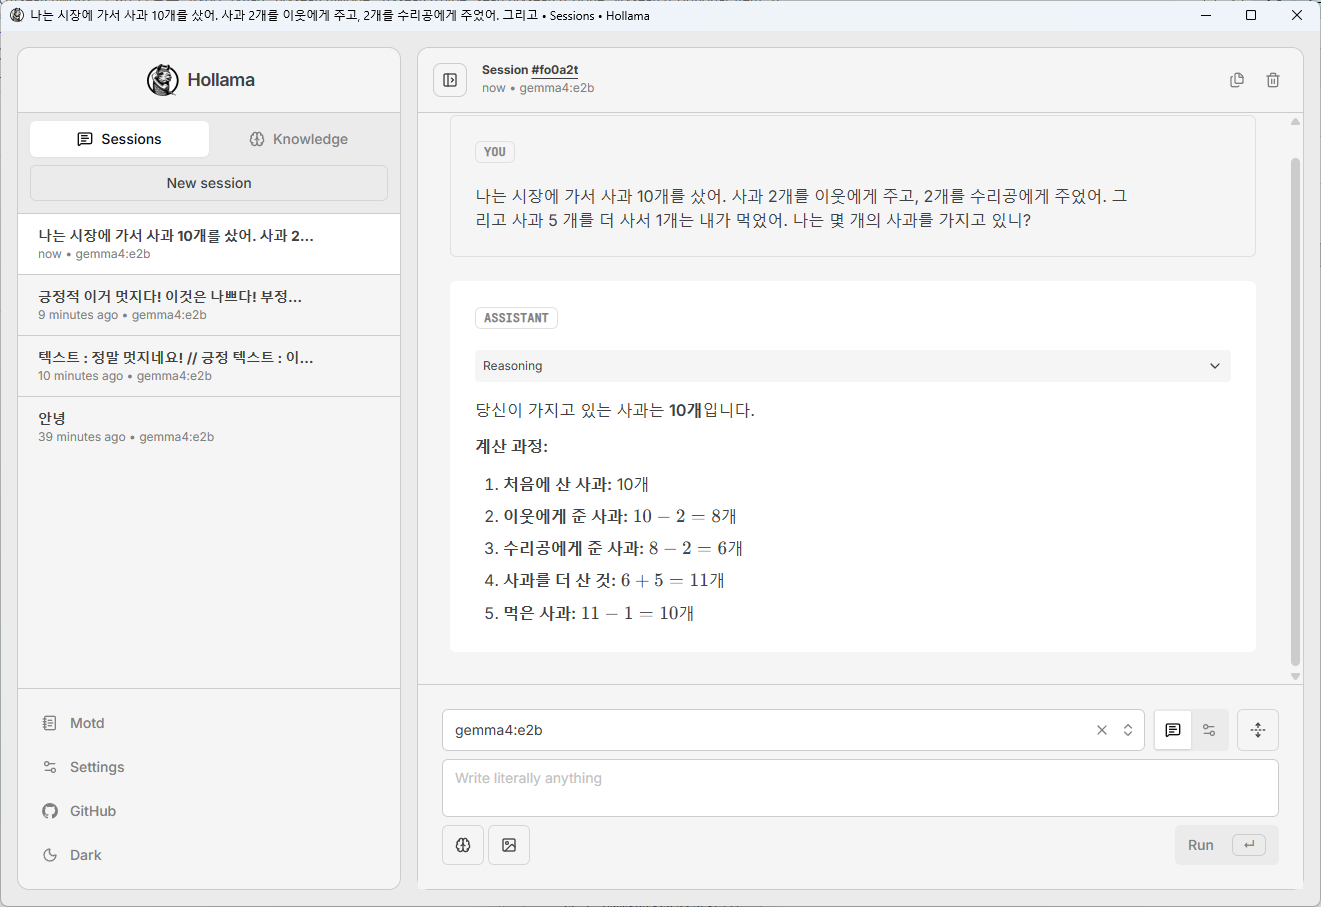 나는 시장에 가서 사과 10개를 샀어. 사과 2개를 이웃에게 주고, 2개를 수리공에게 주었어. 그리고 • Sessions • Hollama
Hollama
Sessions
Knowledge
New session
나는 시장에 가서 사과 10개를 샀어. 사과 2...
now • gemma4:e2b
긍정적 이거 멋지다! 이것은 나쁘다! 부정...
9 minutes ago • gemma4:e2b
텍스트 : 정말 멋지네요! // 긍정 텍스트 : 이...
10 minutes ago • gemma4:e2b
안녕
39 minutes ago • gemma4:e2b
Motd
Settings
GitHub
Dark
Session #fo0a2t
now • gemma4:e2b
YOU
나는 시장에 가서 사과 10개를 샀어. 사과 2개를 이웃에게 주고, 2개를 수리공에게 주었어. 그
리고 사과 5 개를 더 사서 1개는 내가 먹었어. 나는 몇 개의 사과를 가지고 있니?
ASSISTANT
Reasoning
당신이 가지고 있는 사과는 10개입니다.
계산 과정:
1. 처음에 산 사과: 10개
2. 이웃에게 준 사과: 10 − 2 = 8개
3. 수리공에게 준 사과: 8 − 2 = 6개
4. 사과를 더 산 것: 6 + 5 = 11개
5. 먹은 사과: 11 − 1 = 10개
gemma4:e2b
Write literally anything
Run